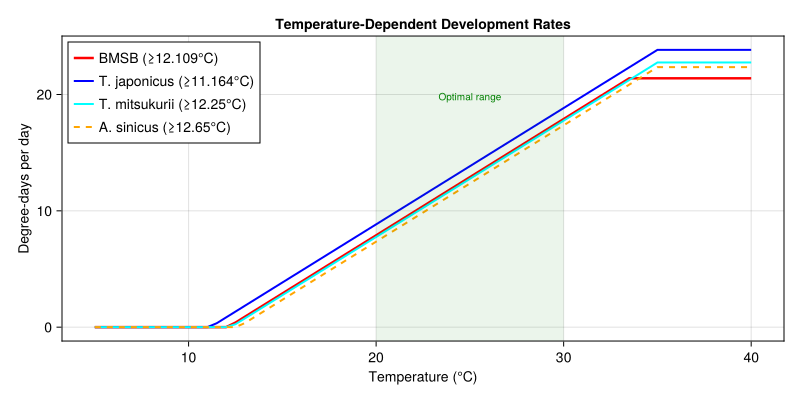 Temperature-Dependent Development Rates
BMSB (≥12.109°C)
T. japonicus (≥11.164°C)
T. mitsukurii (≥12.25°C)
A. sinicus (≥12.65°C)
Optimal range
Degree-days per day
20
10
0
10 20 30 40
Temperature (°C)